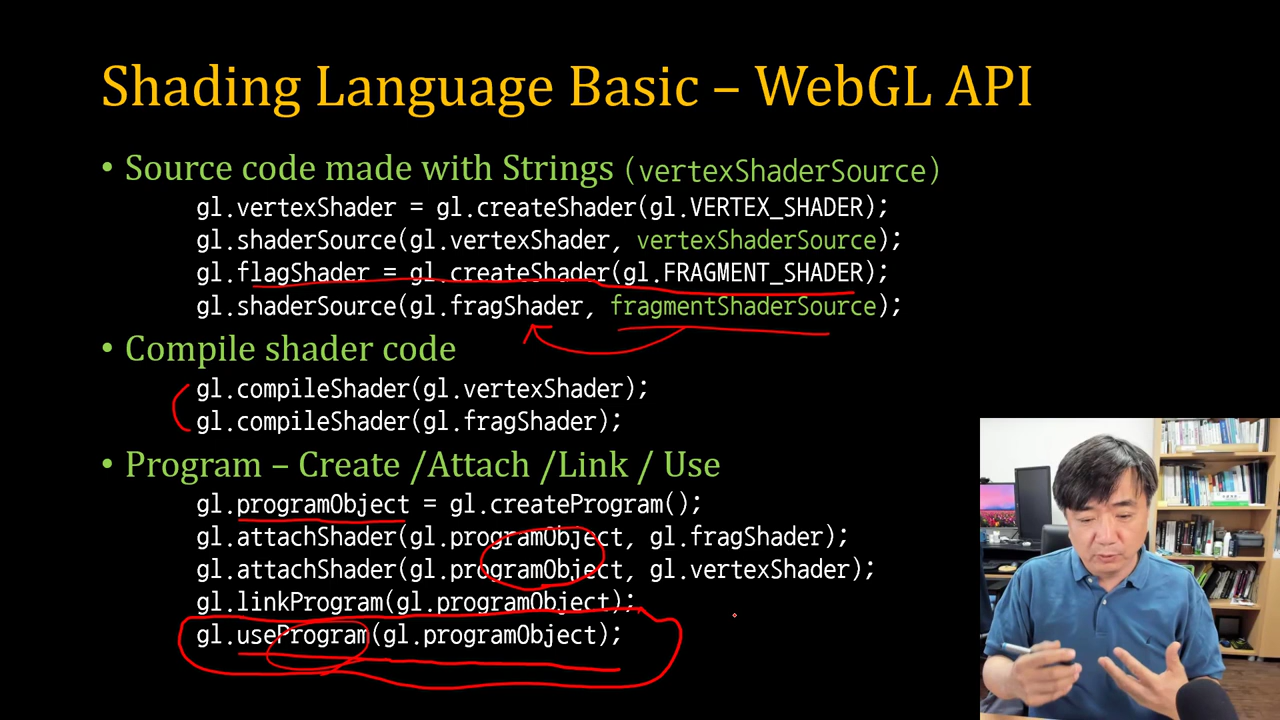 Shading Language Basic – WebGL API
• Source code made with Strings (vertexShaderSource)
gl.vertexShader = gl.createShader(gl.VERTEX_SHADER);
gl.shaderSource(gl.vertexShader, vertexShaderSource);
gl.flagShader = gl.createShader(gl.FRAGMENT_SHADER);
gl.shaderSource(gl.fragShader, fragmentShaderSource);
• Compile shader code
gl.compileShader(gl.vertexShader);
gl.compileShader(gl.fragShader);
• Program – Create /Attach /Link / Use
gl.programObject = gl.createProgram();
gl.attachShader(gl.programObject, gl.fragShader);
gl.attachShader(gl.programObject, gl.vertexShader);
gl.linkProgram(gl.programObject);
gl.useProgram(gl.programObject);